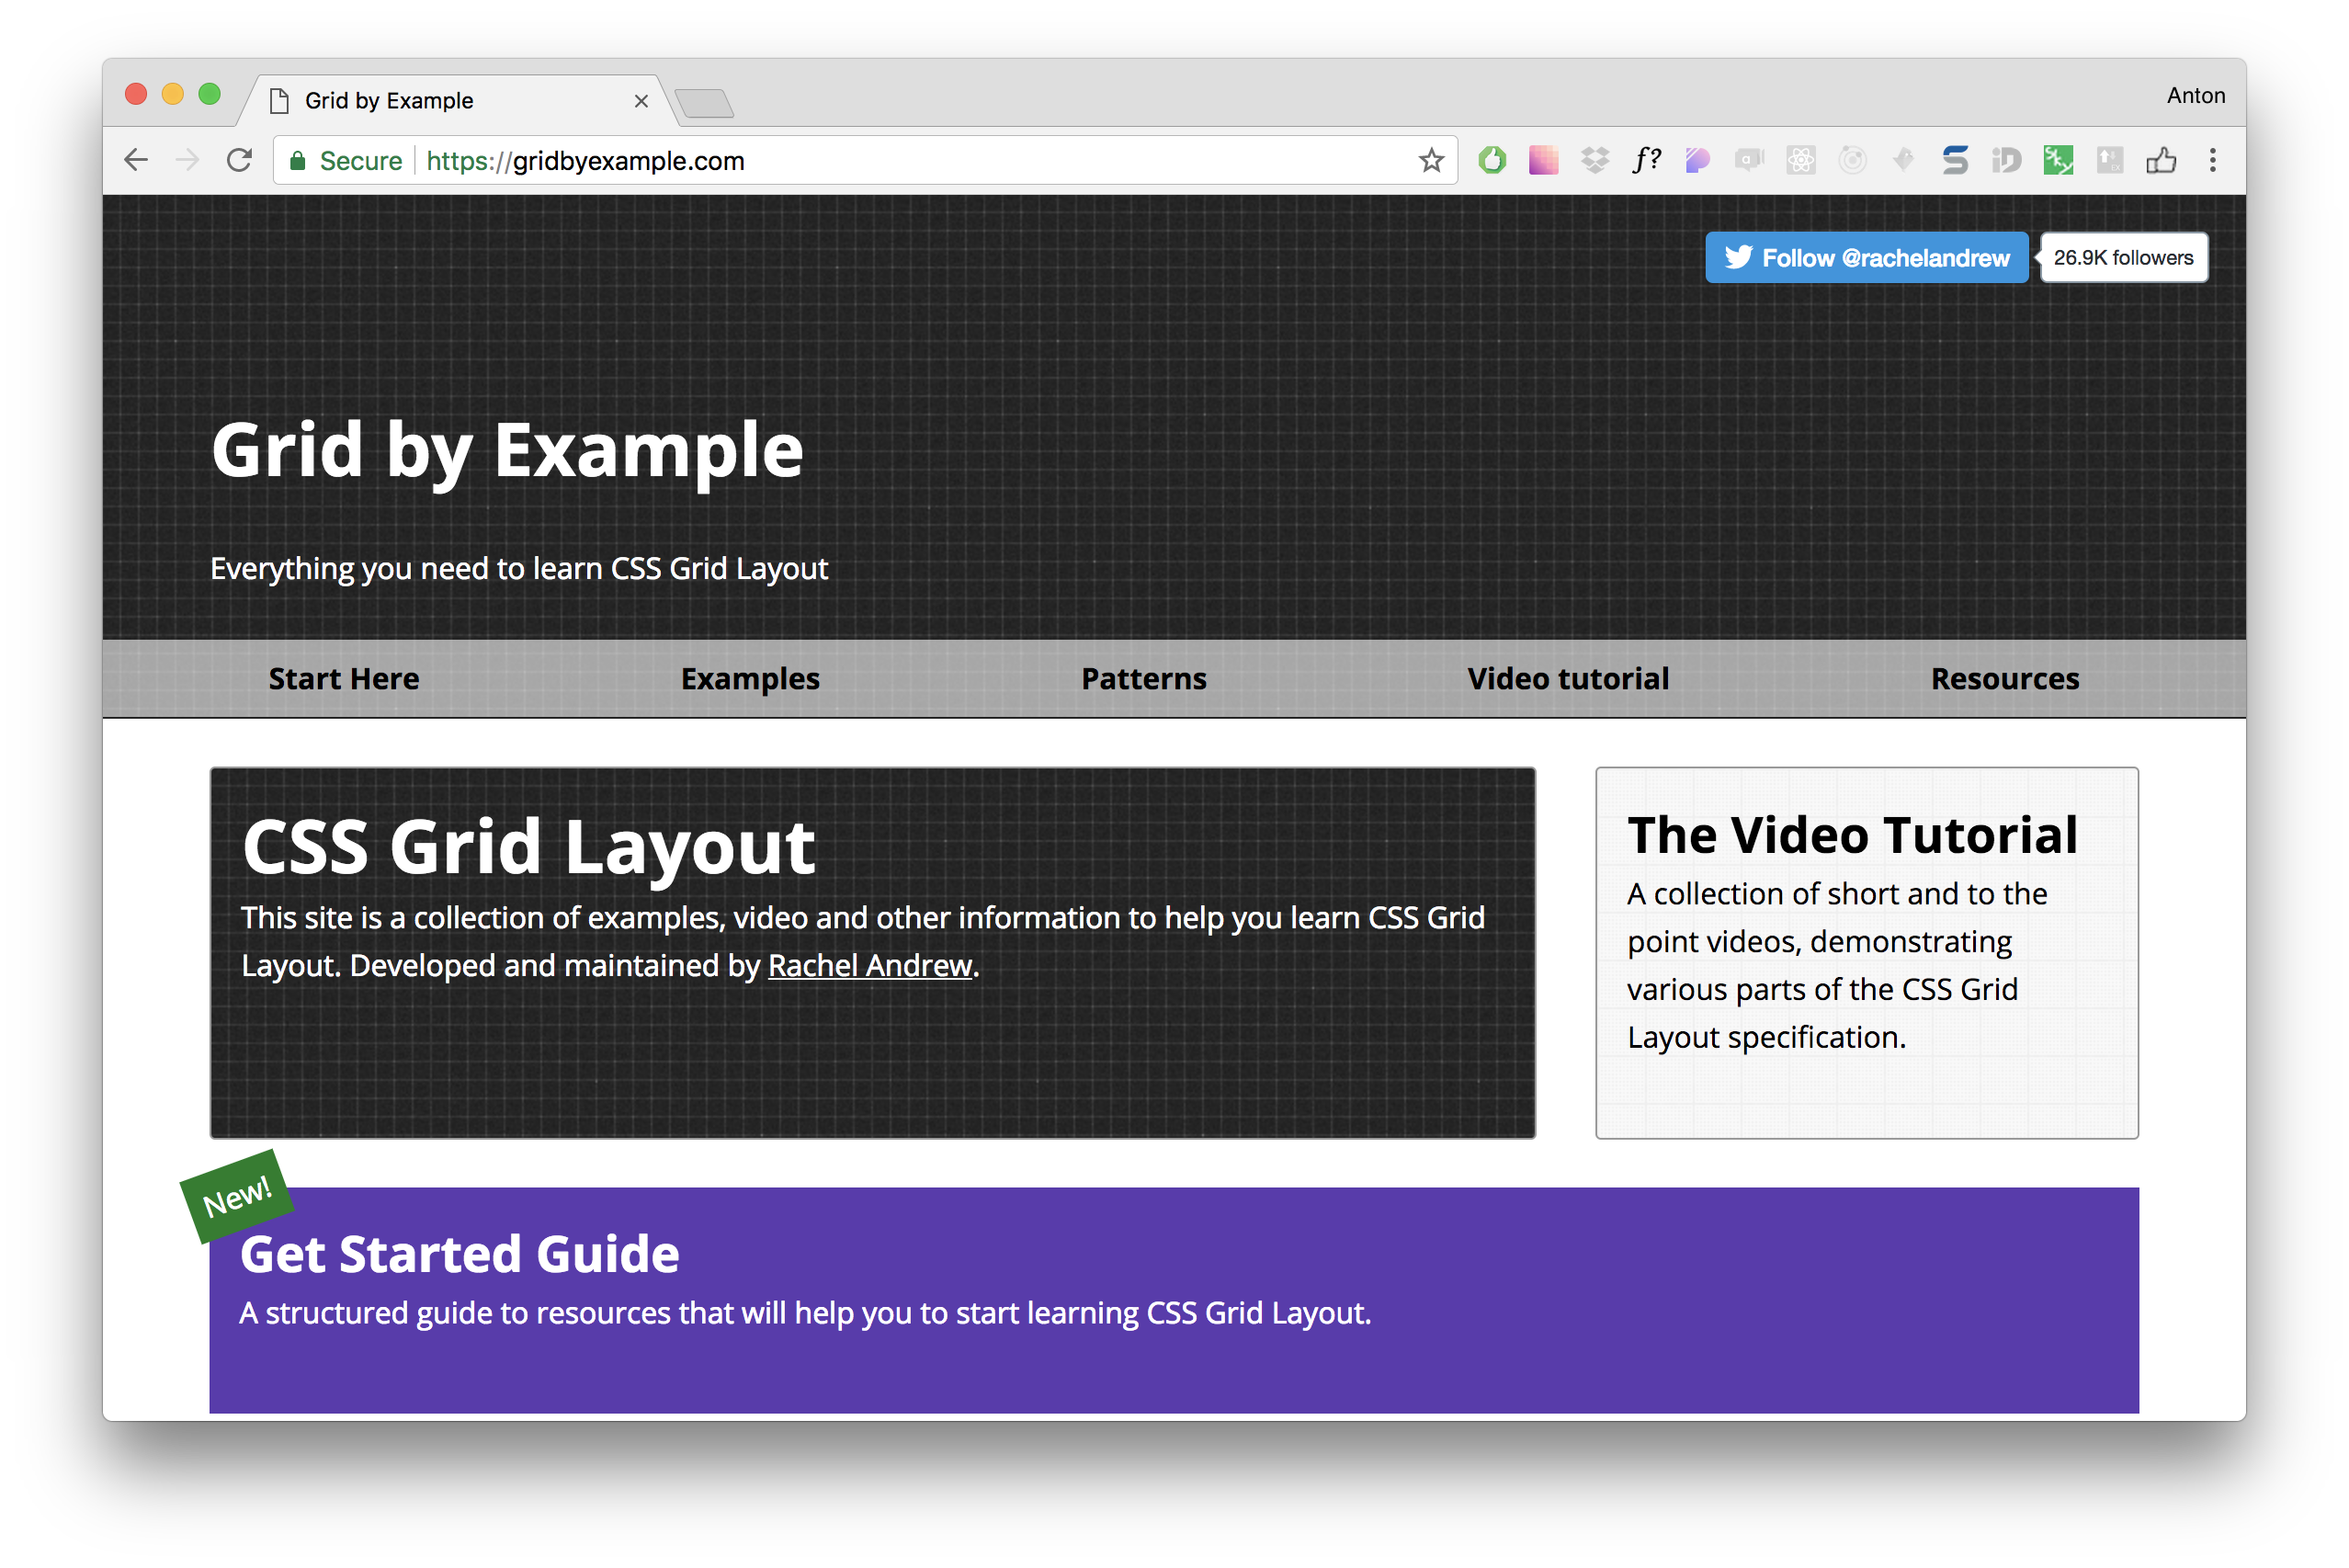 Grid by Example
Anton
Secure https://gridbyexample.com
f?
Follow @rachelandrew
26.9K followers
Grid by Example
Everything you need to learn CSS Grid Layout
Start Here Examples Patterns Video tutorial Resources
CSS Grid Layout
This site is a collection of examples, video and other information to help you learn CSS Grid
Layout. Developed and maintained by Rachel Andrew.
The Video Tutorial
A collection of short and to the
point videos, demonstrating
various parts of the CSS Grid
Layout specification.
New!
Get Started Guide
A structured guide to resources that will help you to start learning CSS Grid Layout.